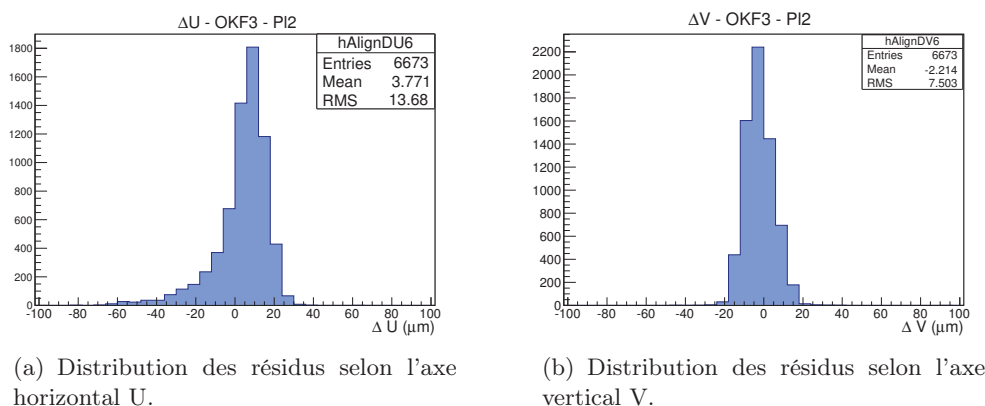 ΔU - OKF3 - Pl2
hAlignDU6
Entries 6673
Mean 3.771
RMS 13.68
1800
1600
1400
1200
1000
800
600
400
200
0
-100 -80 -60 -40 -20 0 20 40 60 80 100
Δ U (μm)
(a) Distribution des résidus selon l'axe
horizontal U.
ΔV - OKF3 - Pl2
hAlignDV6
Entries 6673
Mean -2.214
RMS 7.503
2200
2000
1800
1600
1400
1200
1000
800
600
400
200
0
-100 -80 -60 -40 -20 0 20 40 60 80 100
Δ V (μm)
(b) Distribution des résidus selon l'axe
vertical V.